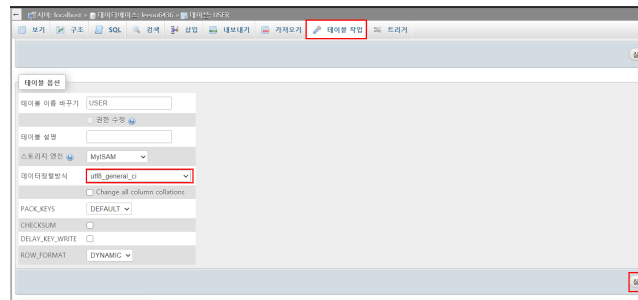 서버: localhost » 데이터베이스: leeoo6436 » 테이블: USER
보기 구조 SQL 검색 삽입 내보내기 가져오기 테이블 작업 트리거
테이블 옵션
테이블 이름 바꾸기 USER
권한 수정
테이블 설명
스토리지 엔진 MyISAM
데이터정렬방식 utf8_general_ci
Change all column collations
PACK_KEYS DEFAULT
CHECKSUM
DELAY_KEY_WRITE
ROW_FORMAT DYNAMIC